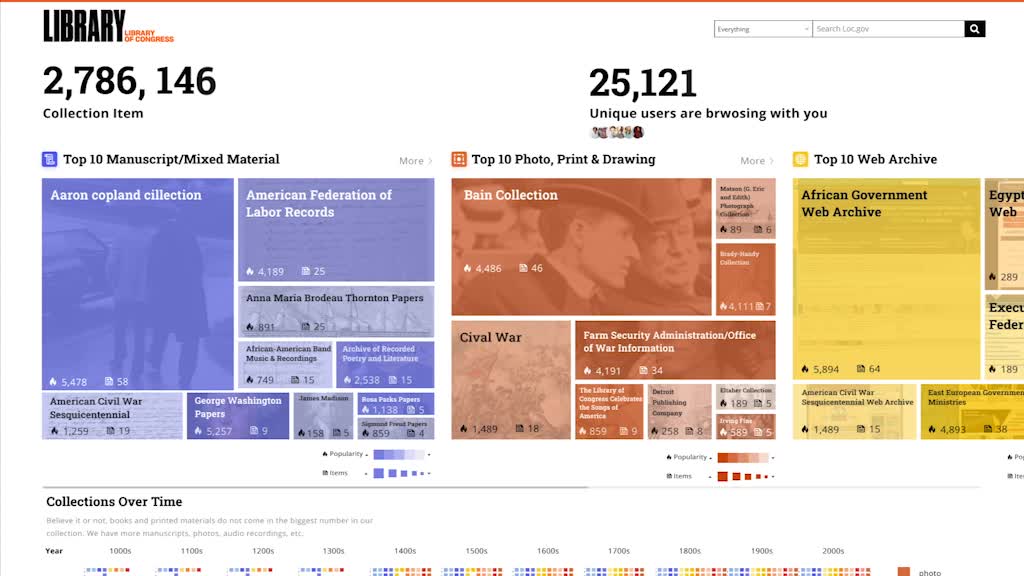 LIBRARY
LIBRARY
OF CONGRESS
Everything
Search Loc.gov
2,786, 146
Collection Item
25,121
Unique users are brwosing with you
Top 10 Manuscript/Mixed Material
More
Top 10 Photo, Print & Drawing
More
Top 10 Web Archive
Aaron copland cillection
5,478
58
American Federation of
Labor Records
4,189
25
Anna Maria Brodeau Thornton Papers
891
25
African-American Band
Music & Recordings
749
15
Archive of Recorded
Poetry and Literature
2,538
15
American Civil War
Sesquicentennial
1,259
19
George Washington
Papers
5,257
9
James Madison
158
5
Rosa Parks Papers
1,138
5
Sigmund Freud Papers
859
4
Bain Collection
4,486
46
Matson (G. Eric
and Edith)
Photograph
Collection
89
6
Brady-Handy
Collection
4,111
7
Cival War
1,489
18
Farm Security Administration/Office
of War Information
4,191
34
The Library of
Congress Celebrates
the Songs of
America
859
9
Detroit
Publishing
Company
258
8
Eltaher Collection
189
5
Irving Fine
589
5
African Government
Web Archive
5,894
64
Egypt
Web
289
Execu
Feder
189
American Civil War
Sesquicentennial Web Archive
1,489
15
East European Governmen
Ministries
4,893
38
Popularity
Items
Popularity
Items
Po
Ite
Collections Over Time
Believe it or not, books and printed materials do not come in the biggest number in our
collection. We have more manuscripts, photos, audio recordings, etc.
Year 1000s 1100s 1200s 1300s 1400s 1500s 1600s 1700s 1800s 1900s 2000s
photo